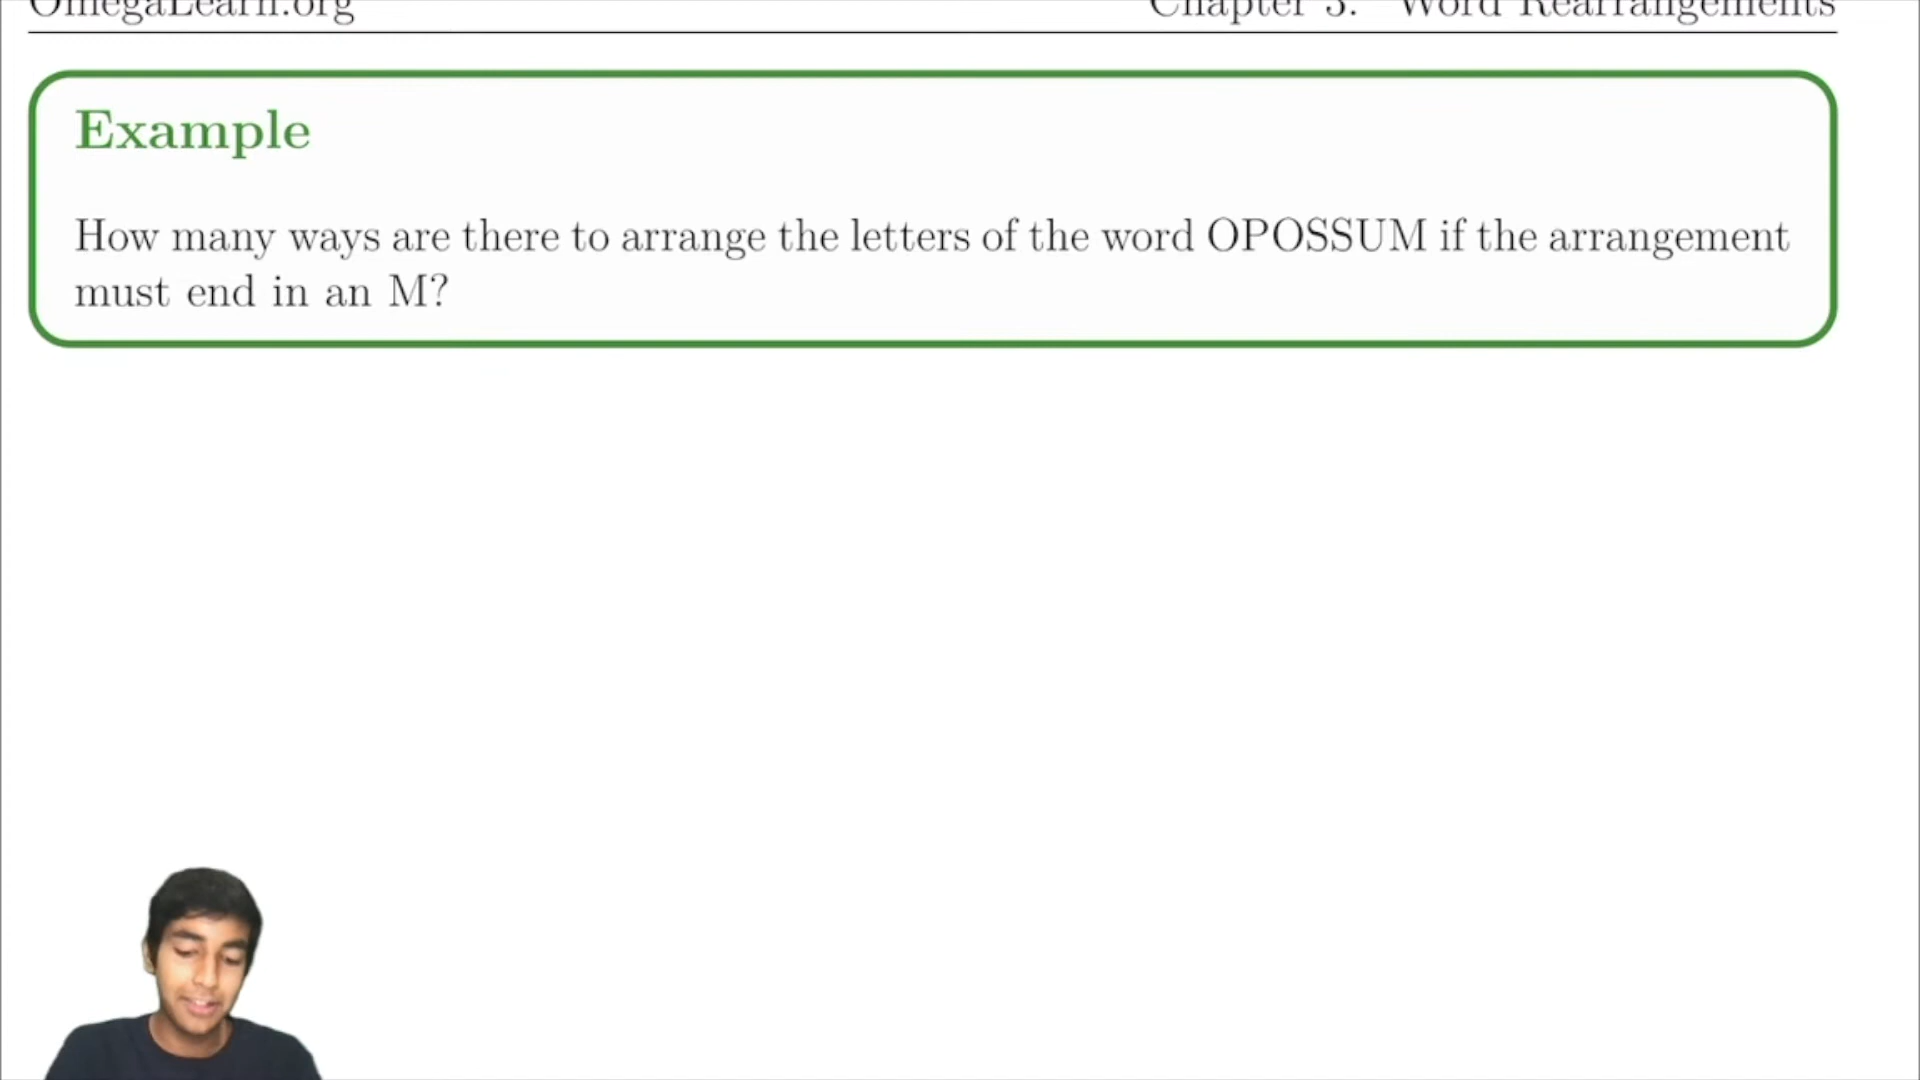 OmegaLearn.org
Chapter 3. Word Rearrangements
Example
How many ways are there to arrange the letters of the word OPOSSUM if the arrangement
must end in an M?